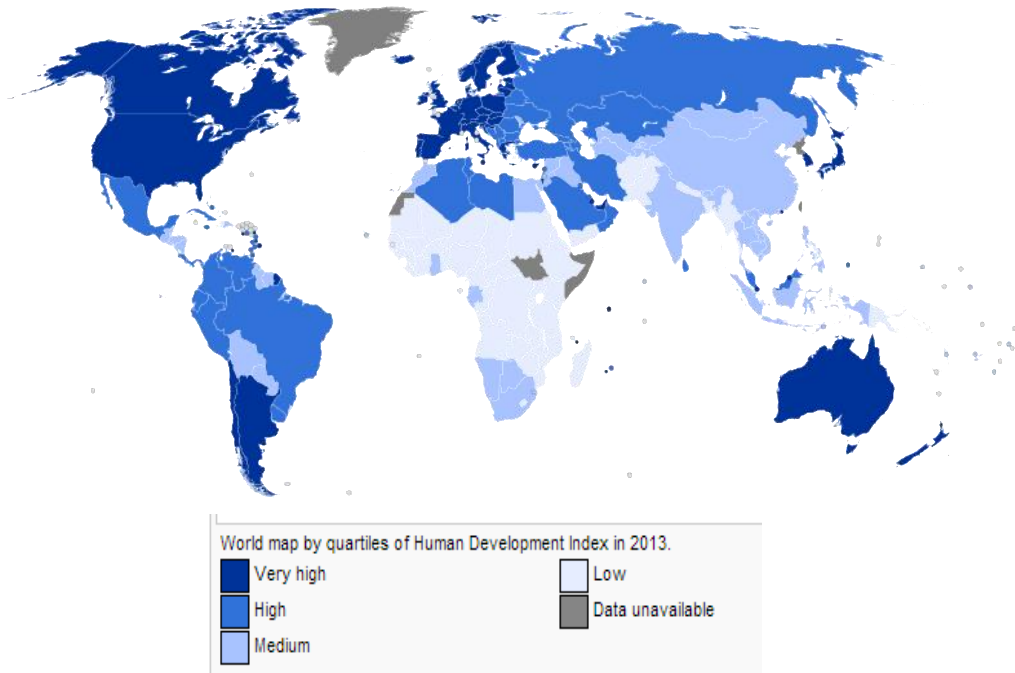 World map by quartiles of Human Development Index in 2013.
Very high
High
Medium
Low
Data unavailable